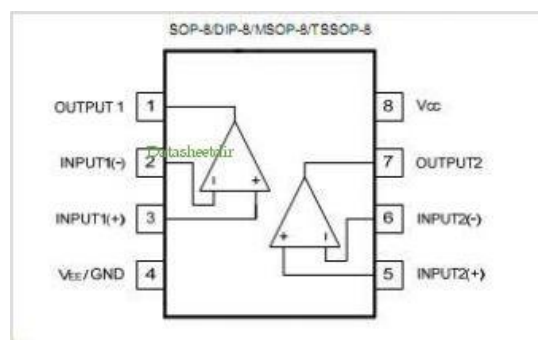 SOP-8/DIP-8/MSOP-8/TSSOP-8
OUTPUT 1 1
8 Vcc
Datasheetdir
INPUT1(-) 2
7 OUTPUT2
INPUT1(+) 3
6 INPUT2(-)
VEE/GND 4
5 INPUT2(+)
- +
+ -